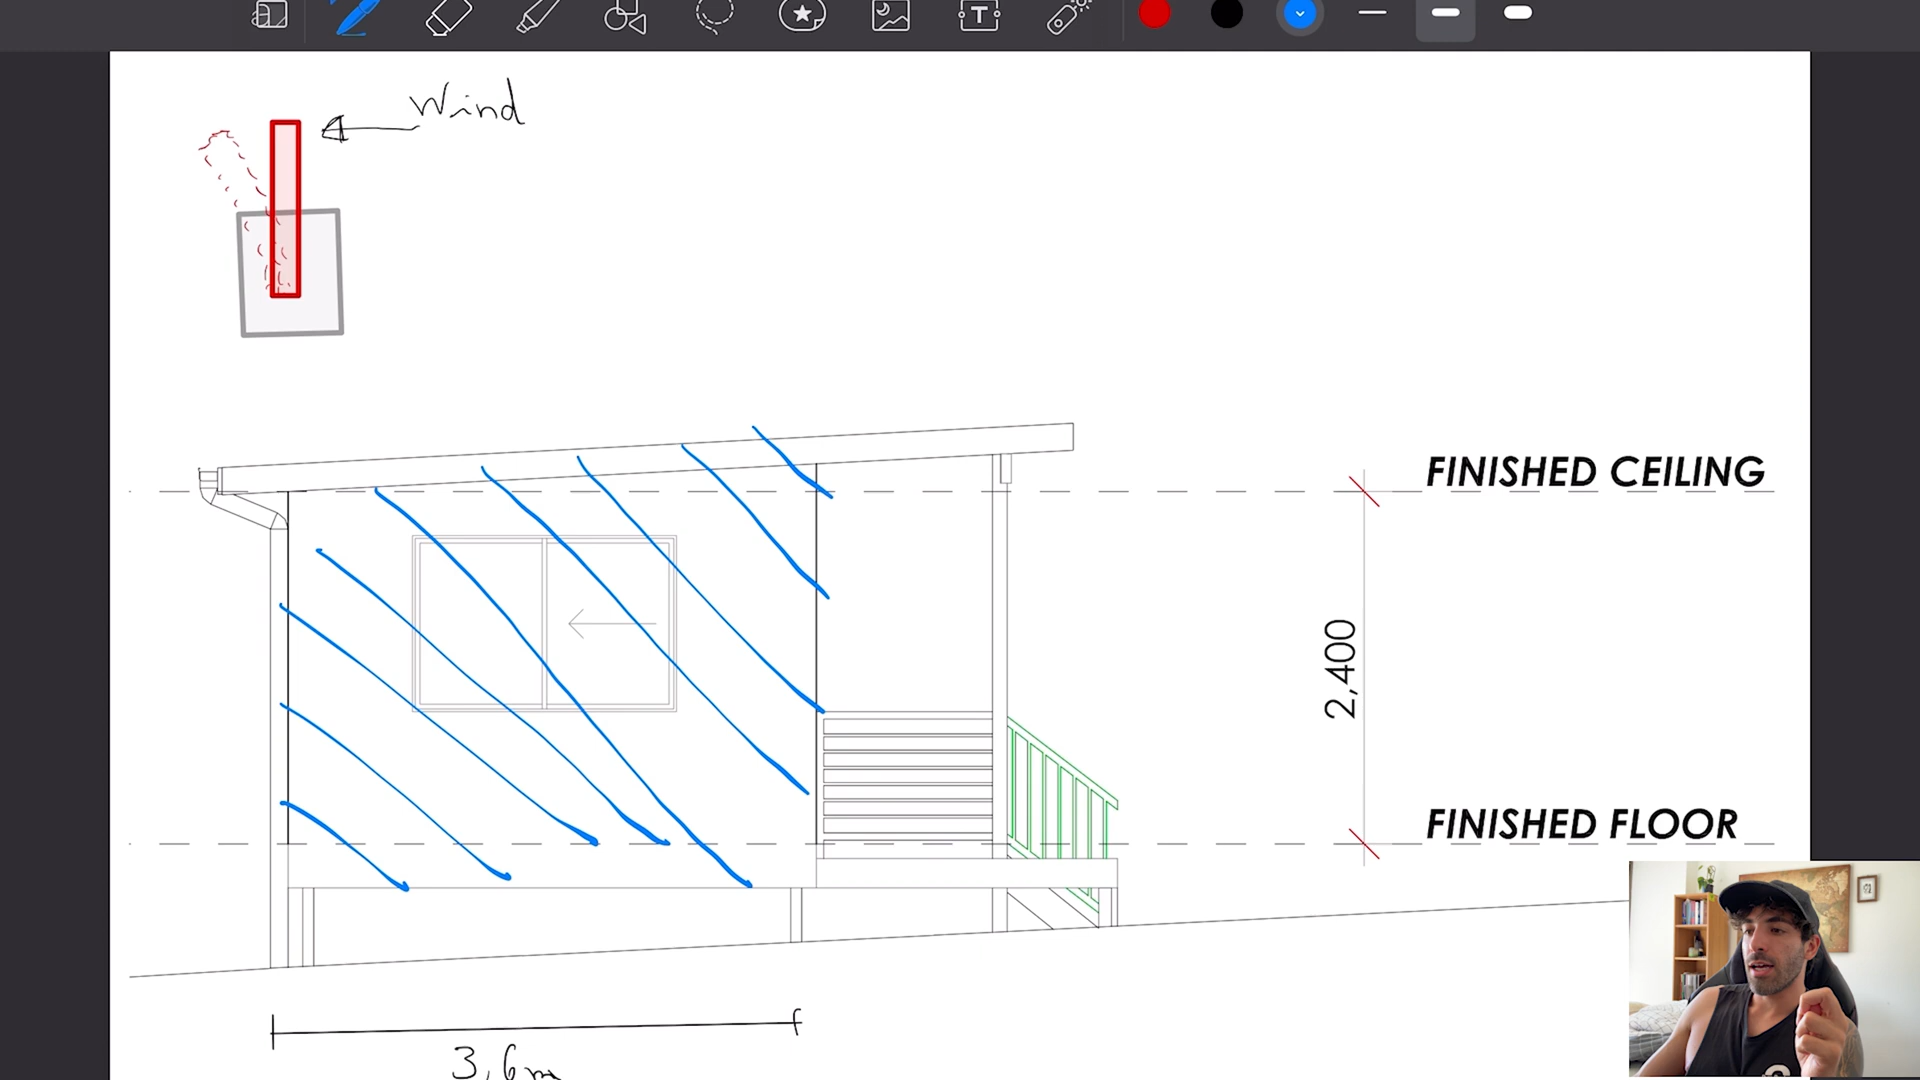 Wind
FINISHED CEILING
2,400
FINISHED FLOOR
3,6m